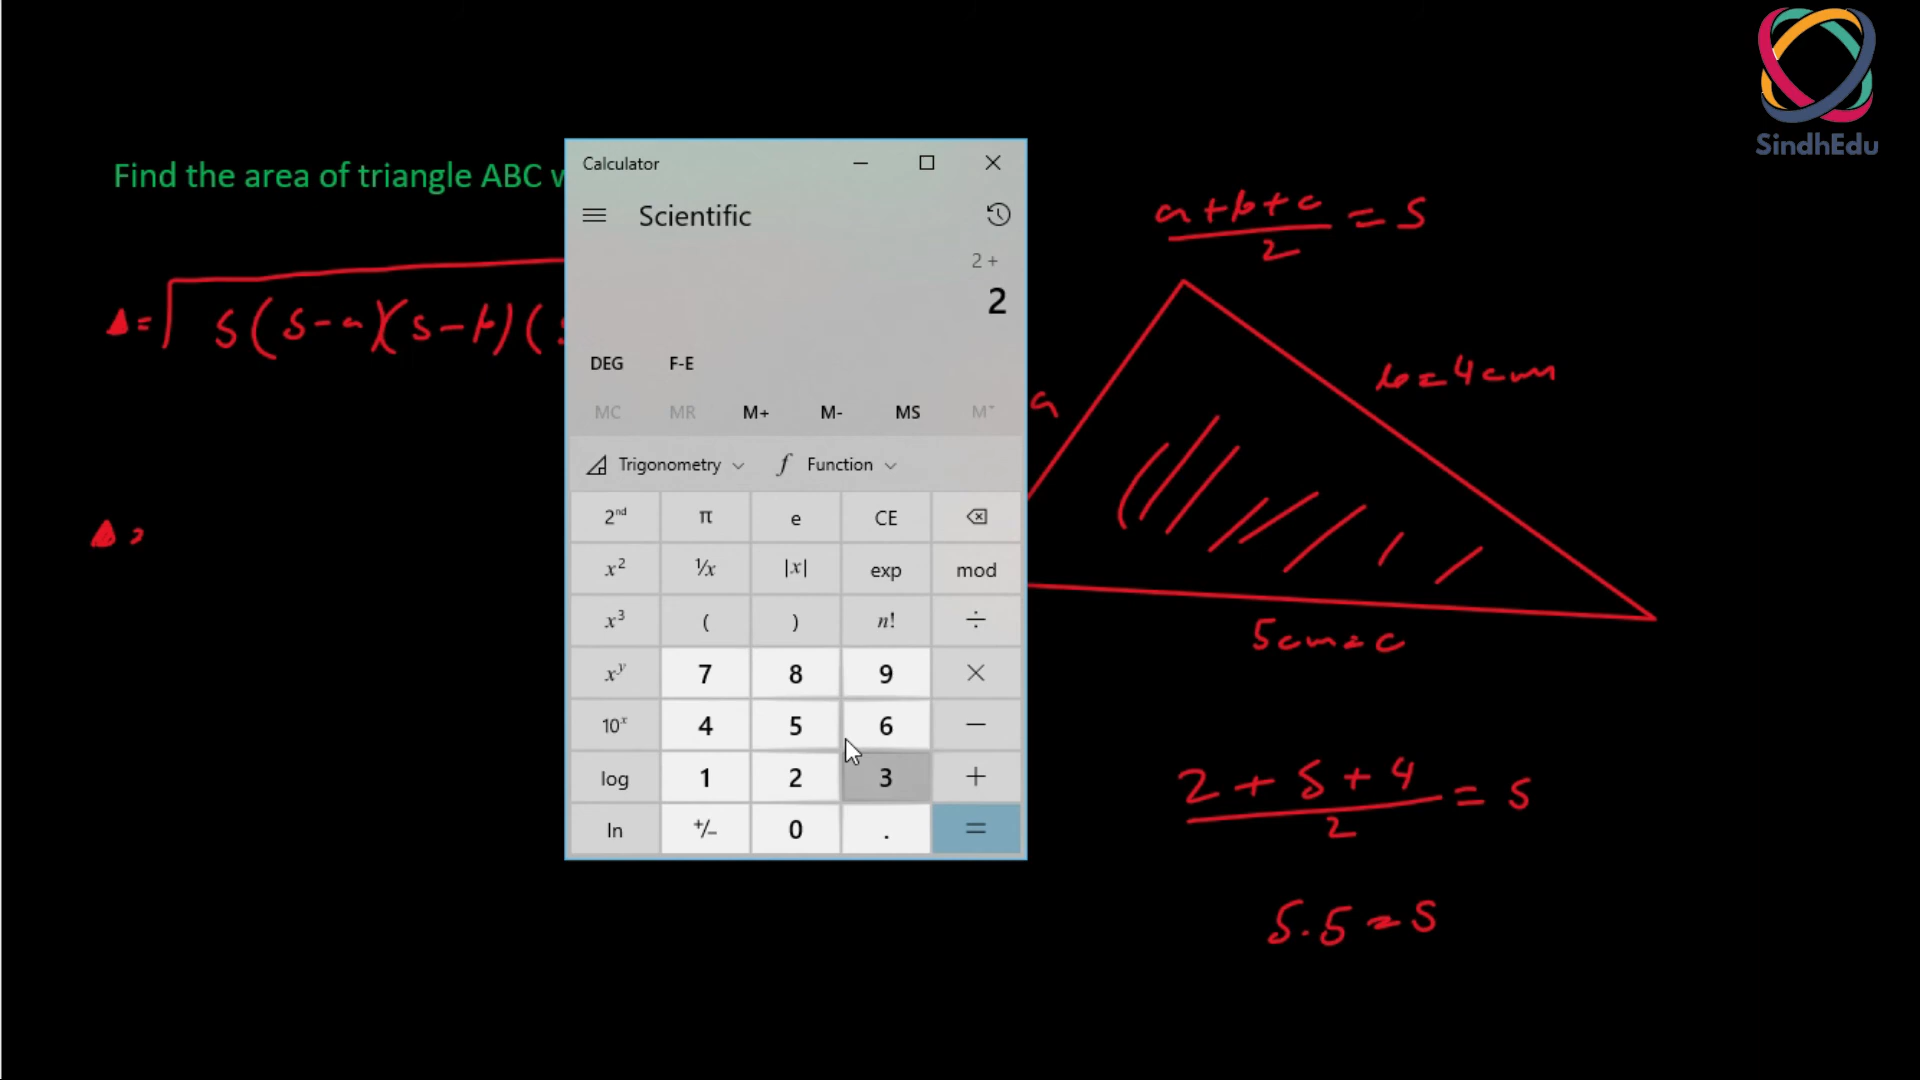 SindhEdu
Find the area of triangle ABC
a+b+c/2 = s
Δ = √s(s-a)(s-b)(
a
b = 4cm
5cm = c
Δ =
2 + 5 + 4/2 = s
5.5 = s
Calculator
Scientific
2 +
2
DEG F-E
MC MR M+ M- MS M˅
Trigonometry f Function
2ⁿᵈ π e CE
x² ¹/x |x| exp mod
x³ ( ) n! ÷
xʸ 7 8 9 ×
10ˣ 4 5 6 −
log 1 2 3 +
ln +/− 0 . =